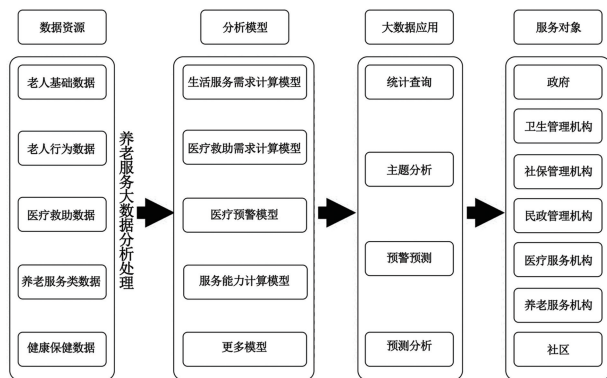 数据资源
分析模型
大数据应用
服务对象
老人基础数据
老人行为数据
医疗救助数据
养老服务类数据
健康保健数据
养老服务大数据分析处理
生活服务需求计算模型
医疗救助需求计算模型
医疗预警模型
服务能力计算模型
更多模型
统计查询
主题分析
预警预测
预测分析
政府
卫生管理机构
社保管理机构
民政管理机构
医疗服务机构
养老服务机构
社区